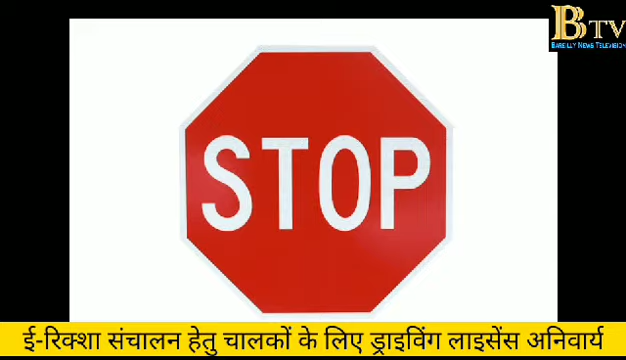 BTV
BAREILLY NEWS TELEVISION
STOP
ई-रिक्शा संचालन हेतु चालकों के लिए ड्राइविंग लाइसेंस अनिवार्य